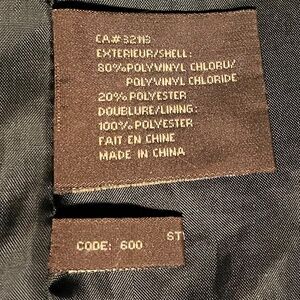 CA# 32113
EXTERIEUR/SHELL:
80% POLYVINYL CHLORU/
POLYVINYL CHLORIDE
20% POLYESTER
DOUBLURE/LINING:
100% POLYESTER
FAIT EN CHINE
MADE IN CHINA
CODE: 600